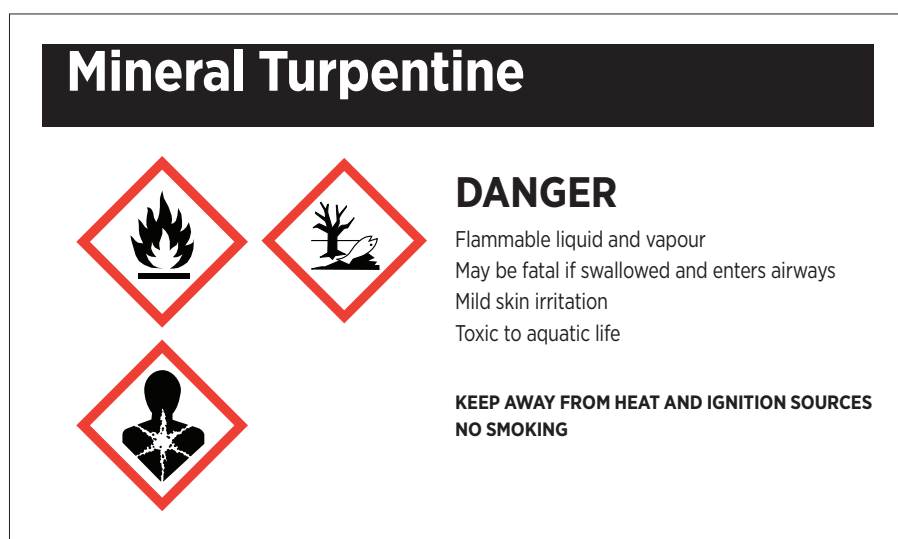 Mineral Turpentine
DANGER
Flammable liquid and vapour
May be fatal if swallowed and enters airways
Mild skin irritation
Toxic to aquatic life
KEEP AWAY FROM HEAT AND IGNITION SOURCES
NO SMOKING